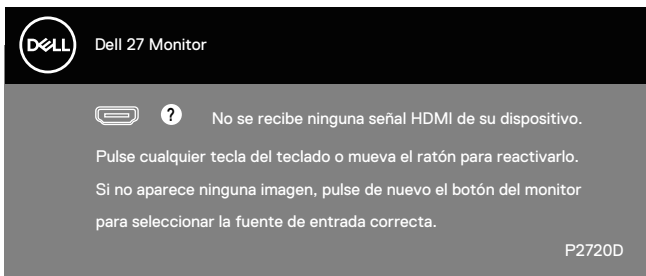 DELL
Dell 27 Monitor
? No se recibe ninguna señal HDMI de su dispositivo.
Pulse cualquier tecla del teclado o mueva el ratón para reactivarlo.
Si no aparece ninguna imagen, pulse de nuevo el botón del monitor
para seleccionar la fuente de entrada correcta.
P2720D